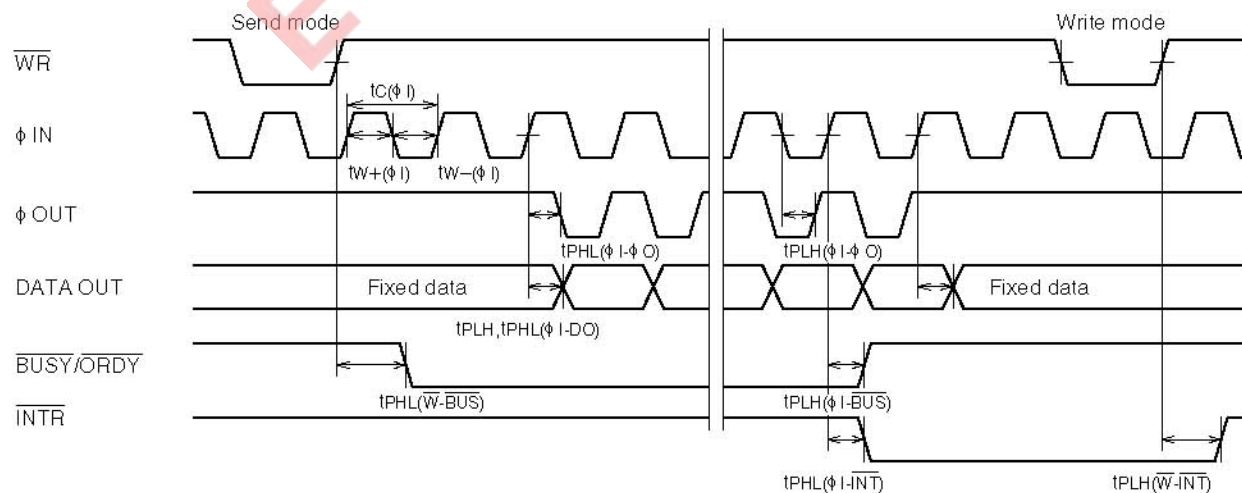 Send mode
Write mode
WR
tC(ϕ I)
ϕ IN
tW+(ϕ I)
tW−(ϕ I)
ϕ OUT
tPHL(ϕ I-ϕ O)
tPLH(ϕ I-ϕ O)
DATA OUT
Fixed data
Fixed data
tPLH,tPHL(ϕ I-DO)
BUSY/ORDY
tPHL(W-BUS)
tPLH(ϕ I-BUS)
INTR
tPHL(ϕ I-INT)
tPLH(W-INT)